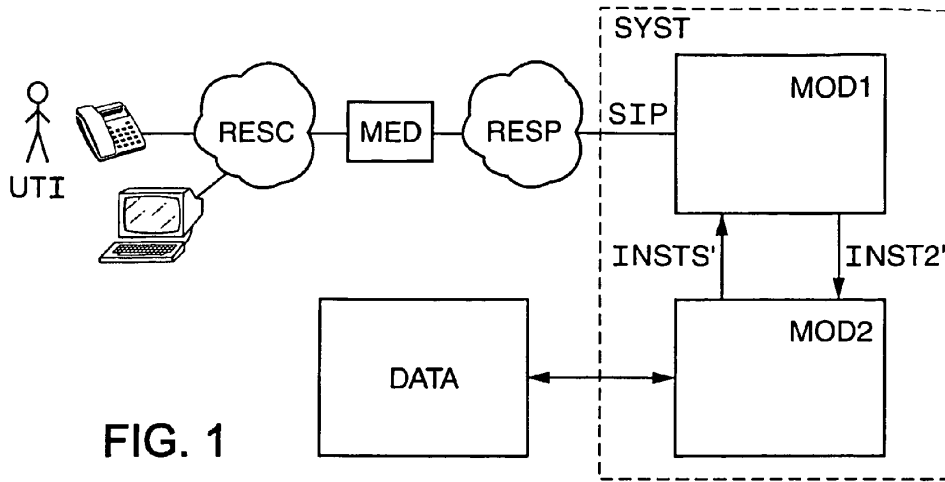 SYST
MOD1
RESC
MED
RESP
SIP
UTI
INSTS'
INST2'
MOD2
DATA
FIG. 1